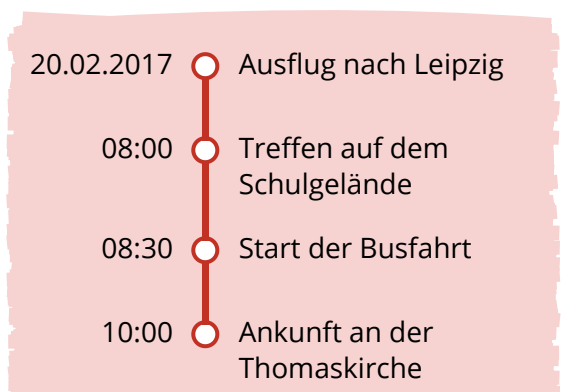 20.02.2017 Ausflug nach Leipzig
08:00 Treffen auf dem
Schulgelände
08:30 Start der Busfahrt
10:00 Ankunft an der
Thomaskirche